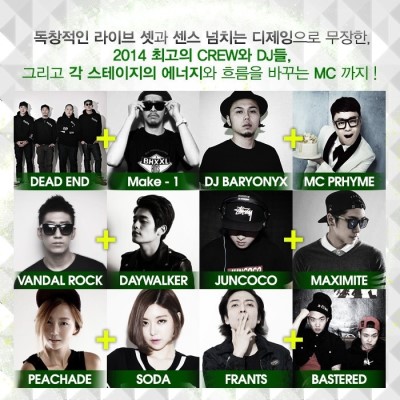 독창적인 라이브 셋과 센스 넘치는 디제잉으로 무장한,
2014 최고의 CREW와 DJ들,
그리고 각 스테이지의 에너지와 흐름을 바꾸는 MC 까지 !
DEAD END
Make - 1
DJ BARYONYX
MC PRHYME
VANDAL ROCK
DAYWALKER
JUNCOCO
MAXIMITE
PEACHADE
SODA
FRANTS
BASTERED